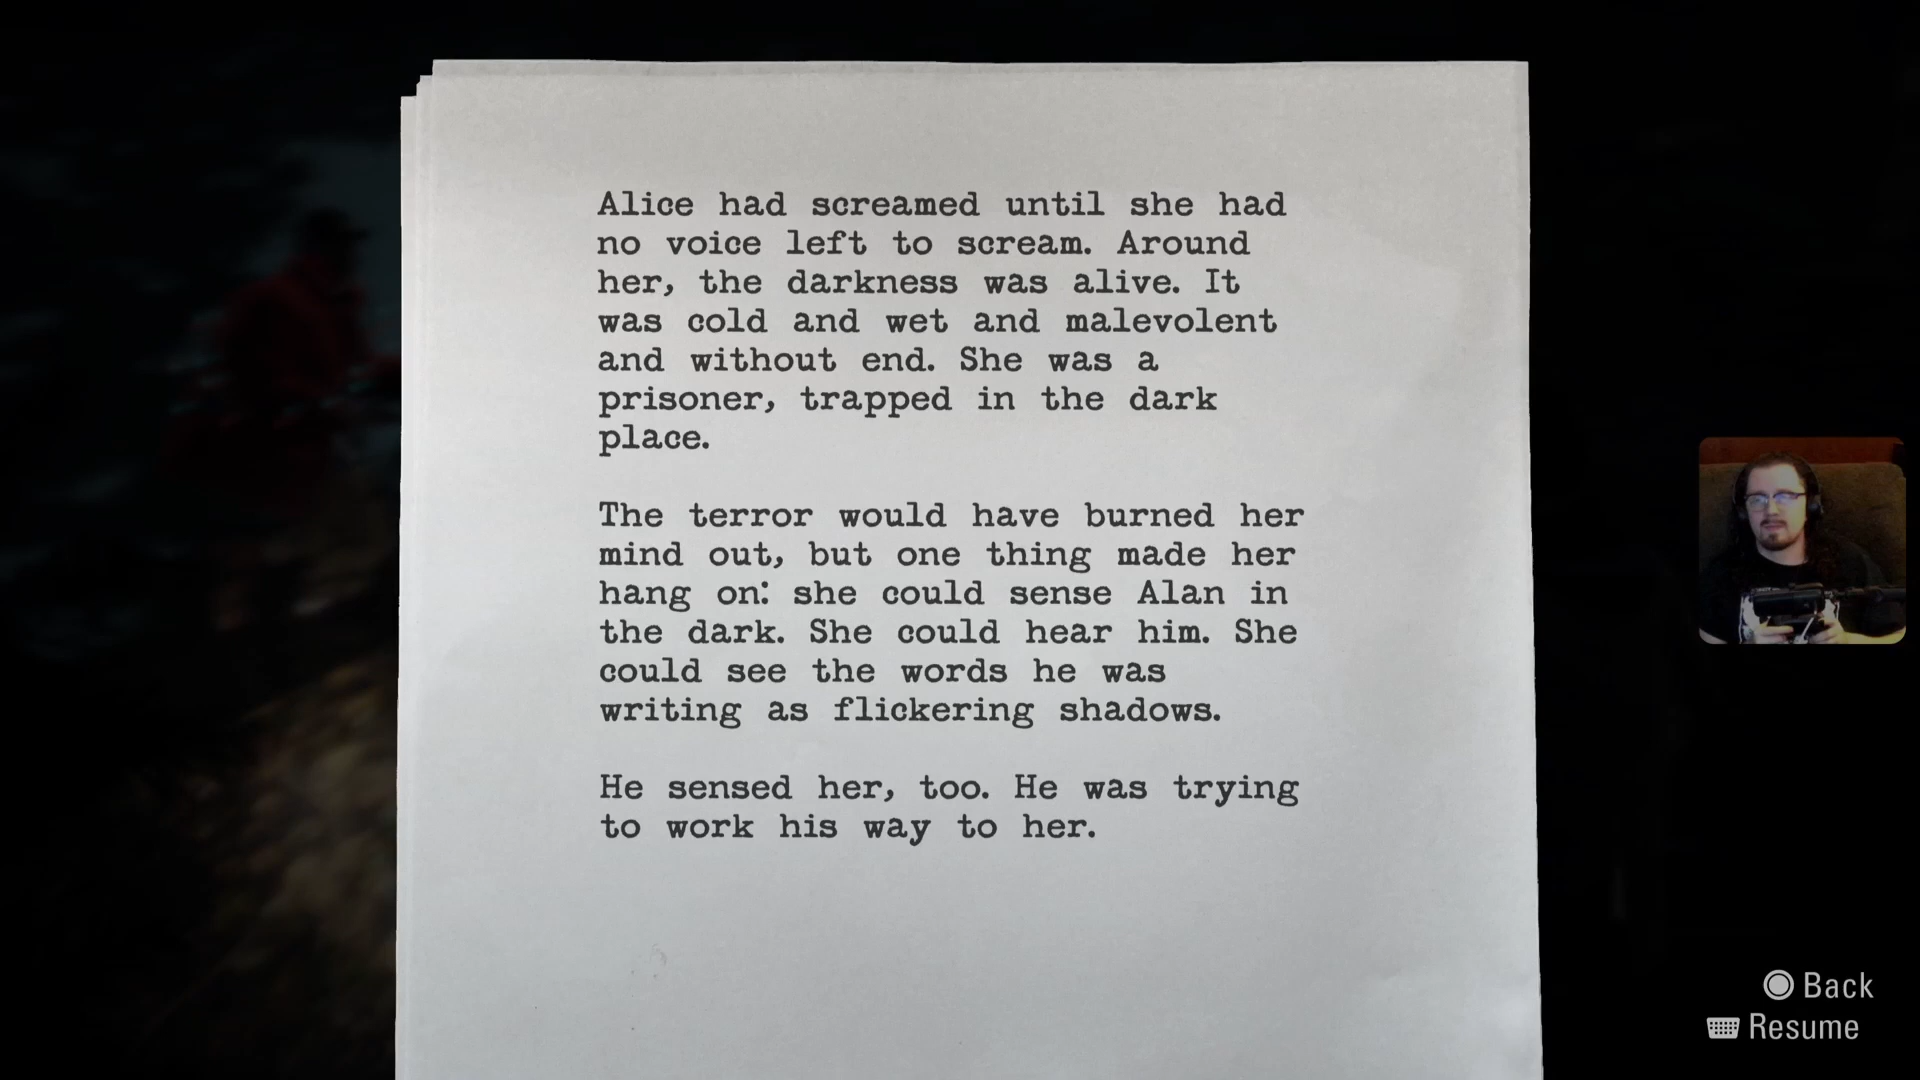 Alice had screamed until she had
no voice left to scream. Around
her, the darkness was alive. It
was cold and wet and malevolent
and without end. She was a
prisoner, trapped in the dark
place.
The terror would have burned her
mind out, but one thing made her
hang on: she could sense Alan in
the dark. She could hear him. She
could see the words he was
writing as flickering shadows.
He sensed her, too. He was trying
to work his way to her.
Back
Resume